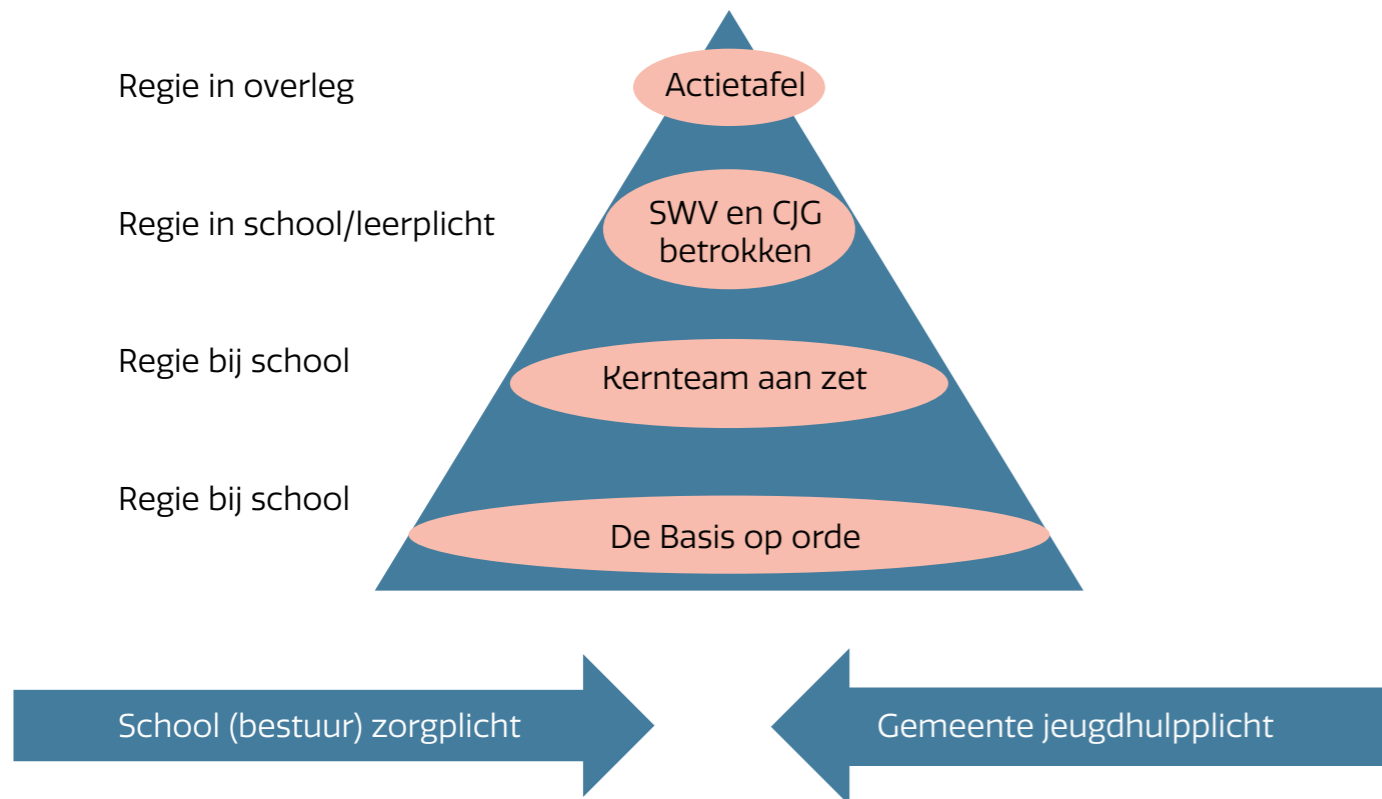 Regie in overleg
Actietafel
Regie in school/leerplicht
SWV en CJG
betrokken
Regie bij school
Kernteam aan zet
Regie bij school
De Basis op orde
School (bestuur) zorgplicht
Gemeente jeugdhulpplicht